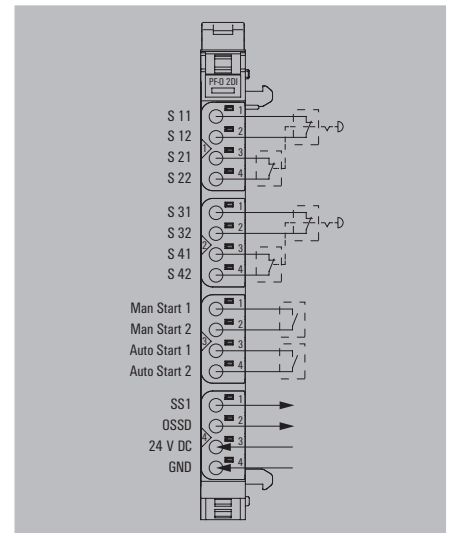 PF-O 2DI
S 11 1
S 12 2
S 21 3
S 22 4
1
S 31 1
S 32 2
S 41 3
S 42 4
2
Man Start 1 1
Man Start 2 2
Auto Start 1 3
Auto Start 2 4
3
SS1 1
OSSD 2
24 V DC 3
GND 4
4